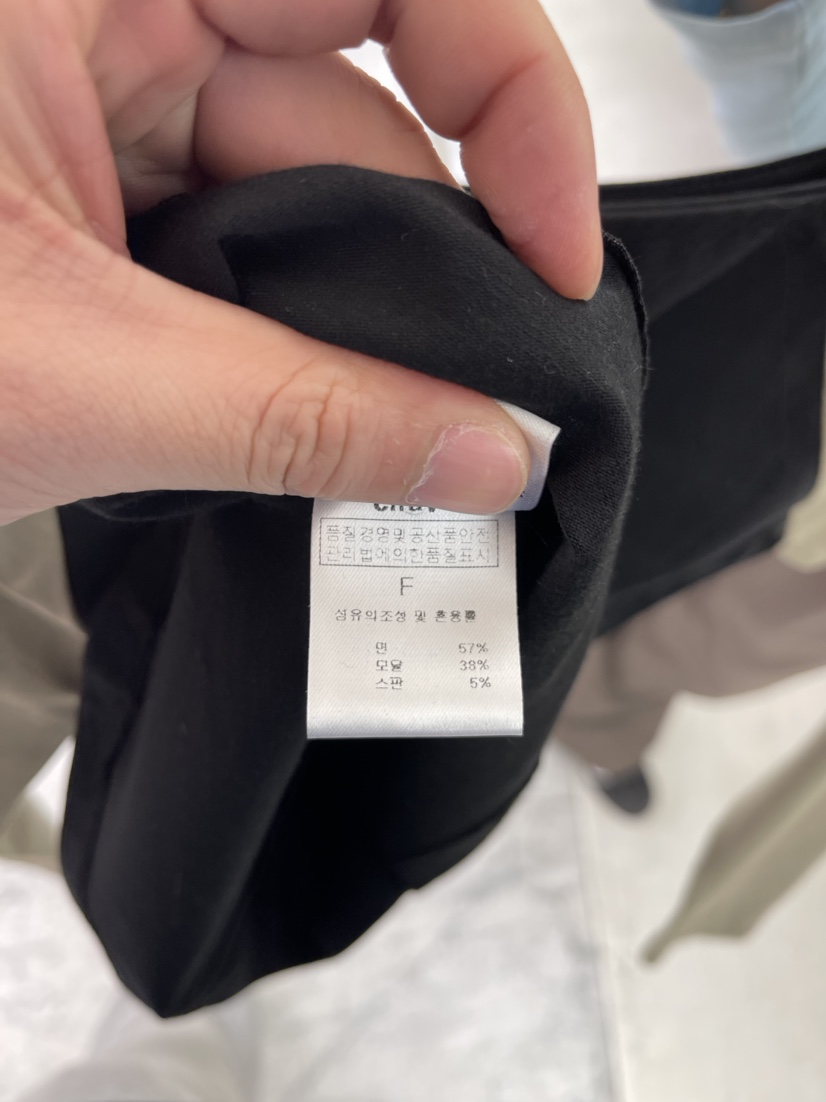 품질경영및공산품안전
관리법에의한품질표시
F
섬유의조성 및 혼용률
면 57%
모달 38%
스판 5%